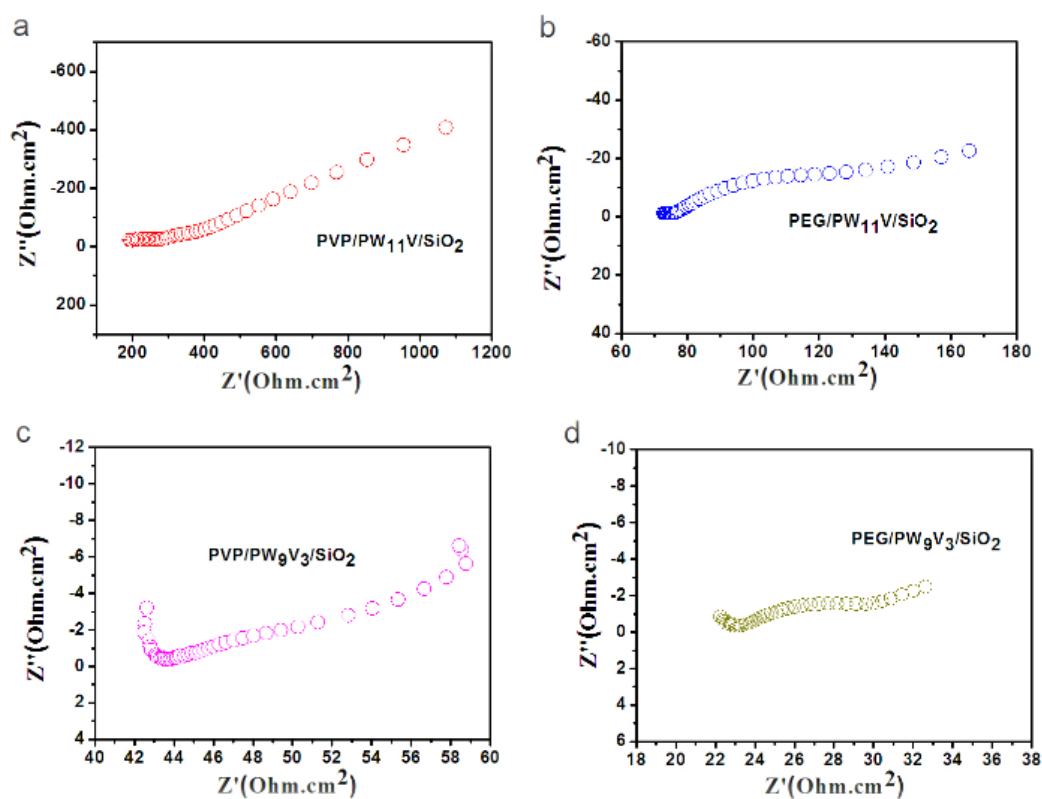 a
-600
-400
-200
0
200
Z''(Ohm.cm²)
PVP/PW₁₁V/SiO₂
200 400 600 800 1000 1200
Z'(Ohm.cm²)
b
-60
-40
-20
0
20
40
Z''(Ohm.cm²)
PEG/PW₁₁V/SiO₂
60 80 100 120 140 160 180
Z'(Ohm.cm²)
c
-12
-10
-8
-6
-4
-2
0
2
4
Z''(Ohm.cm²)
PVP/PW₉V₃/SiO₂
40 42 44 46 48 50 52 54 56 58 60
Z'(Ohm.cm²)
d
-10
-8
-6
-4
-2
0
2
4
6
Z''(Ohm.cm²)
PEG/PW₉V₃/SiO₂
18 20 22 24 26 28 30 32 34 36 38
Z'(Ohm.cm²)